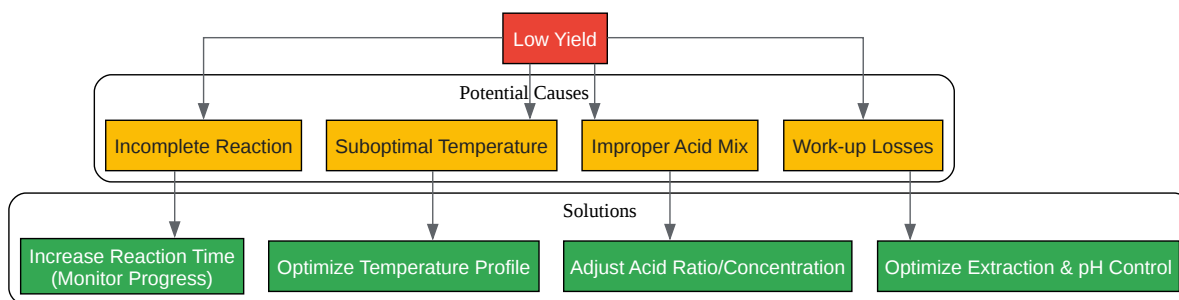 Low Yield
Potential Causes
Incomplete Reaction
Suboptimal Temperature
Improper Acid Mix
Work-up Losses
Solutions
Increase Reaction Time
(Monitor Progress)
Optimize Temperature Profile
Adjust Acid Ratio/Concentration
Optimize Extraction & pH Control